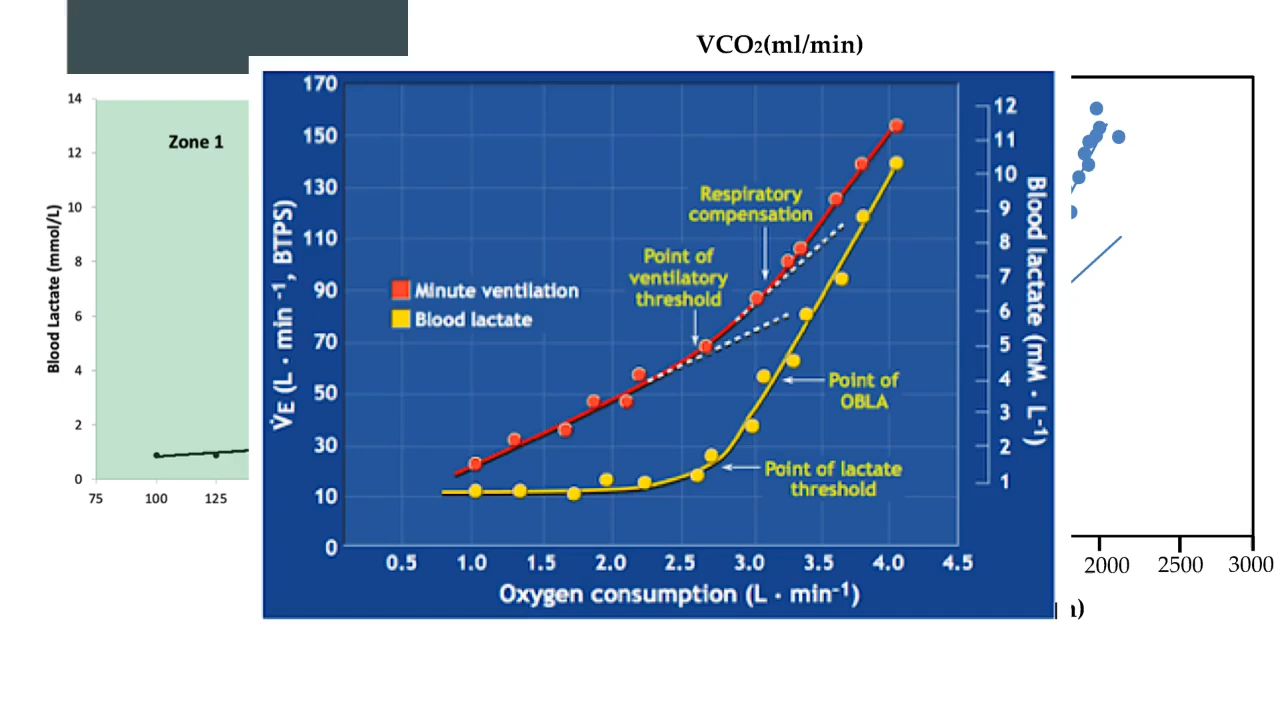 VCO₂(ml/min)
14
12
10
8
6
4
2
0
Blood Lactate (mmol/L)
Zone 1
75
100
125
170
150
130
110
90
70
50
30
10
0
V̇E (L · min -1, BTPS)
Minute ventilation
Blood lactate
Point of
ventilatory
threshold
Respiratory
compensation
Point of
OBLA
Point of lactate
threshold
12
11
10
9
8
7
6
5
4
3
2
1
Blood lactate (mM · L-1)
0.5
1.0
1.5
2.0
2.5
3.0
3.5
4.0
4.5
Oxygen consumption (L · min-1)
2000
2500
3000